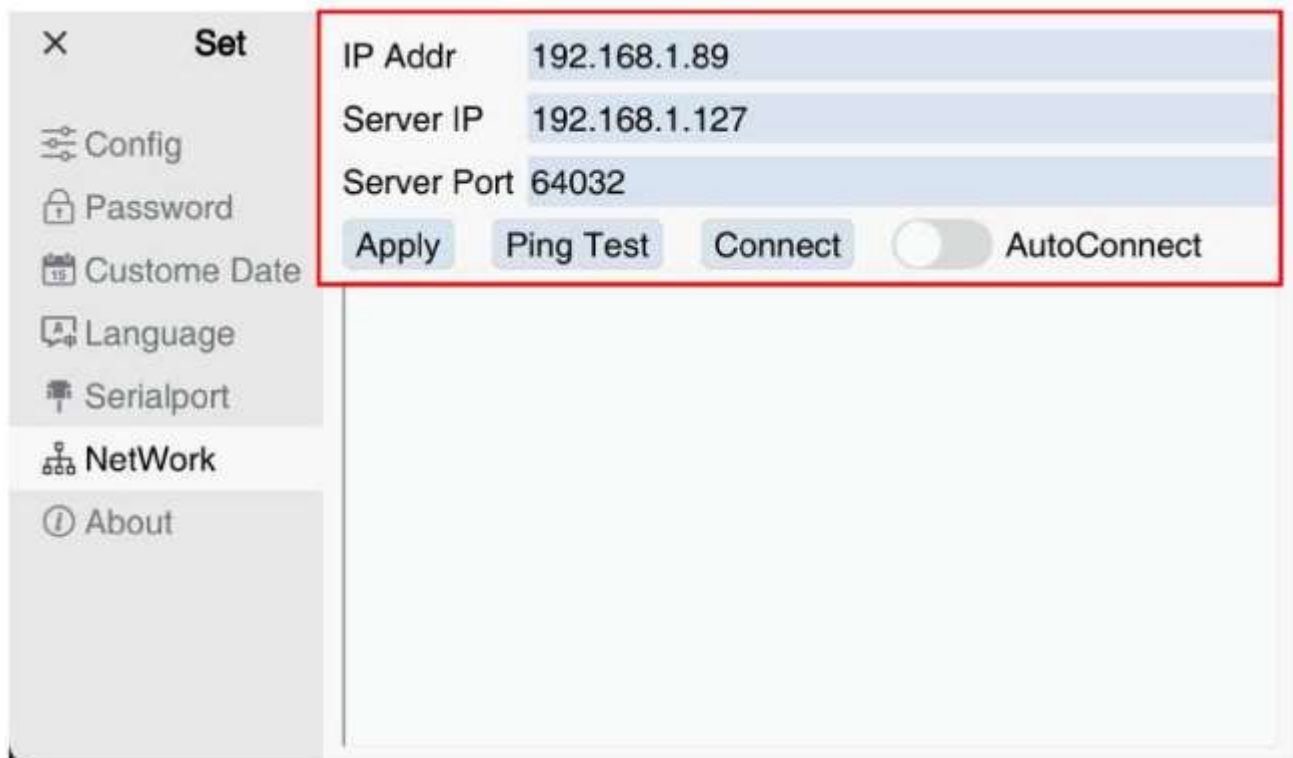 × Set
Config
Password
Custome Date
Language
Serialport
NetWork
About
IP Addr 192.168.1.89
Server IP 192.168.1.127
Server Port 64032
Apply Ping Test Connect AutoConnect